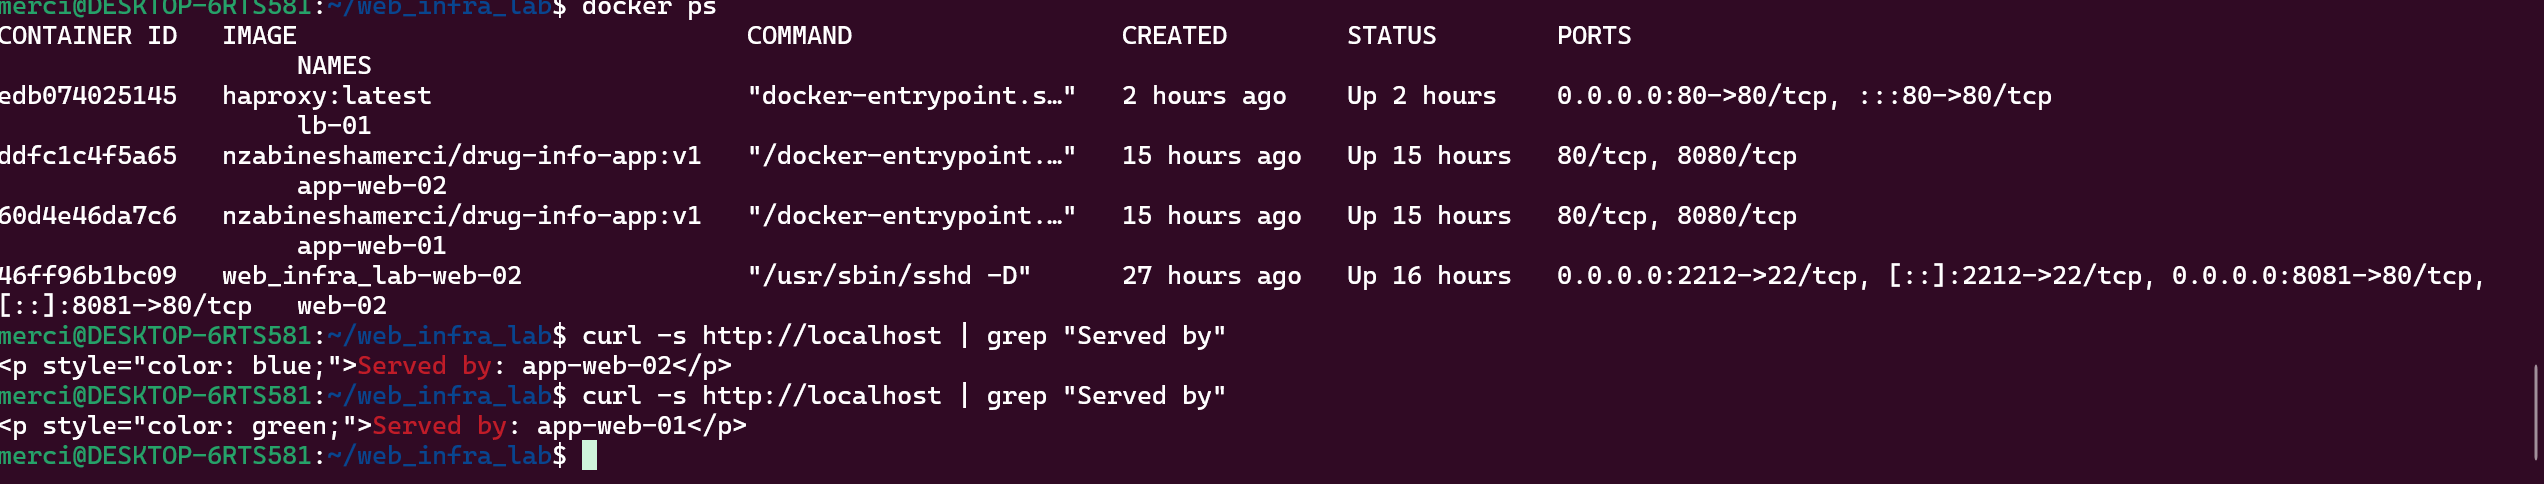 merci@DESKTOP-6RTS581:~/web_infra_lab$ docker ps
CONTAINER ID   IMAGE                              COMMAND                  CREATED        STATUS        PORTS
                    NAMES
edb074025145   haproxy:latest                     "docker-entrypoint.s…"   2 hours ago    Up 2 hours    0.0.0.0:80->80/tcp, :::80->80/tcp
                    lb-01
ddfc1c4f5a65   nzabineshamerci/drug-info-app:v1   "/docker-entrypoint.…"   15 hours ago   Up 15 hours   80/tcp, 8080/tcp
                    app-web-02
60d4e46da7c6   nzabineshamerci/drug-info-app:v1   "/docker-entrypoint.…"   15 hours ago   Up 15 hours   80/tcp, 8080/tcp
                    app-web-01
46ff96b1bc09   web_infra_lab-web-02               "/usr/sbin/sshd -D"      27 hours ago   Up 16 hours   0.0.0.0:2212->22/tcp, [::]:2212->22/tcp, 0.0.0.0:8081->80/tcp,
[::]:8081->80/tcp   web-02
merci@DESKTOP-6RTS581:~/web_infra_lab$ curl -s http://localhost | grep "Served by"
<p style="color: blue;">Served by: app-web-02</p>
merci@DESKTOP-6RTS581:~/web_infra_lab$ curl -s http://localhost | grep "Served by"
<p style="color: green;">Served by: app-web-01</p>
merci@DESKTOP-6RTS581:~/web_infra_lab$